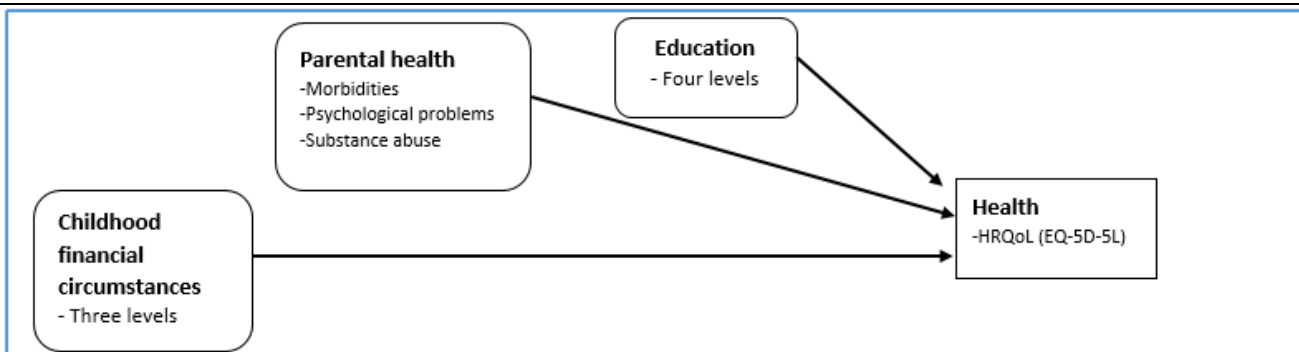 Parental health
-Morbidities
-Psychological problems
-Substance abuse
Education
- Four levels
Childhood
financial
circumstances
- Three levels
Health
-HRQoL (EQ-5D-5L)